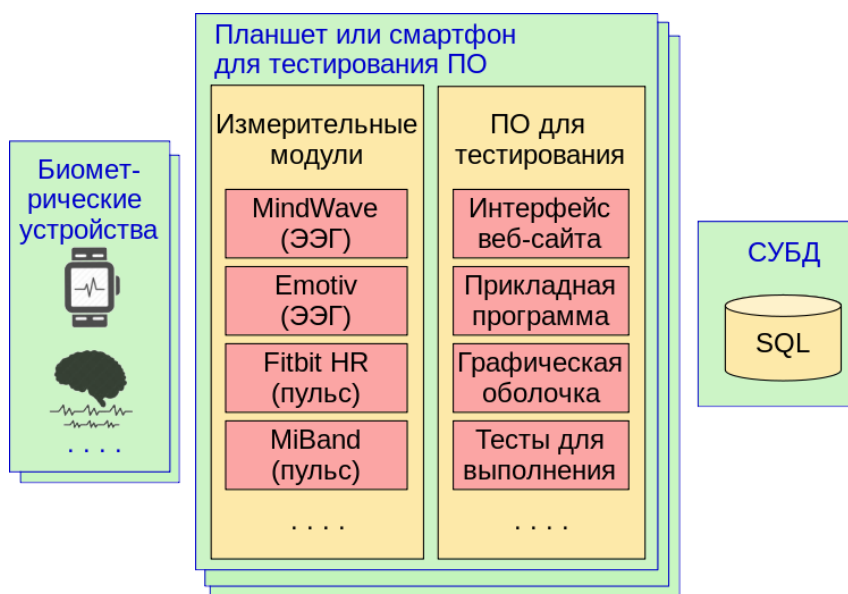 Планшет или смартфон
для тестирования ПО
Биомет-
рические
устройства
. . . .
Измерительные
модули
MindWave
(ЭЭГ)
Emotiv
(ЭЭГ)
Fitbit HR
(пульс)
MiBand
(пульс)
. . . .
ПО для
тестирования
Интерфейс
веб-сайта
Прикладная
программа
Графическая
оболочка
Тесты для
выполнения
. . . .
СУБД
SQL